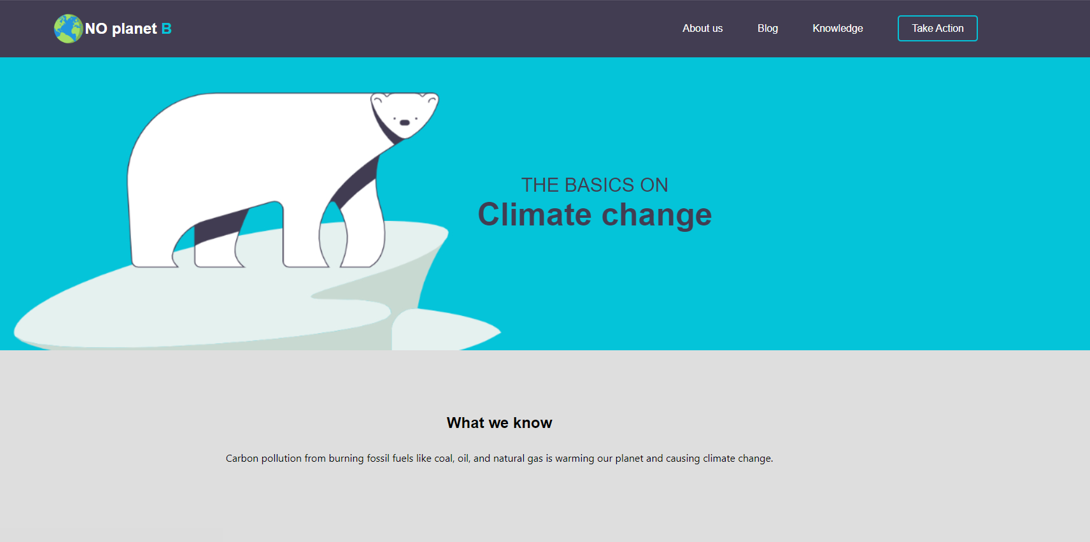 NO planet B
About us
Blog
Knowledge
Take Action
THE BASICS ON
Climate change
What we know
Carbon pollution from burning fossil fuels like coal, oil, and natural gas is warming our planet and causing climate change.